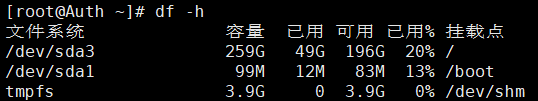 [root@Auth ~]# df -h
文件系统 容量 已用 可用 已用% 挂载点
/dev/sda3 259G 49G 196G 20% /
/dev/sda1 99M 12M 83M 13% /boot
tmpfs 3.9G 0 3.9G 0% /dev/shm